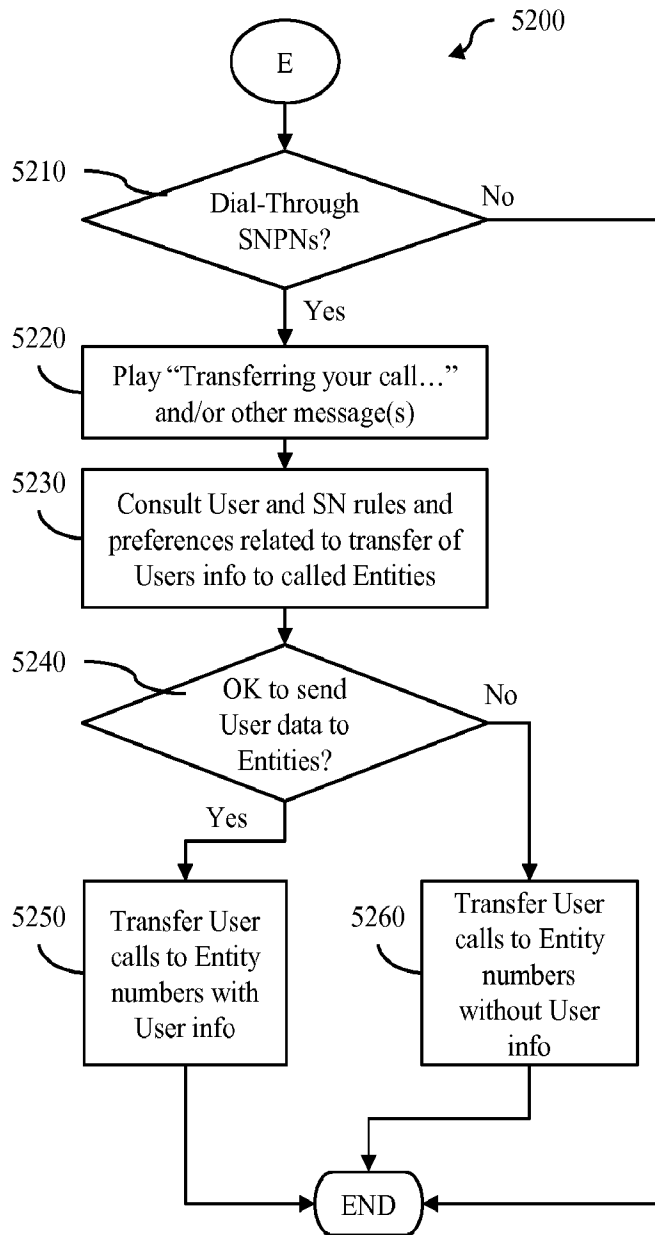 5200
E
5210
Dial-Through
SNPNs?
No
Yes
5220
Play “Transferring your call…”
and/or other message(s)
5230
Consult User and SN rules and
preferences related to transfer of
Users info to called Entities
5240
OK to send
User data to
Entities?
No
Yes
5250
Transfer User
calls to Entity
numbers with
User info
5260
Transfer User
calls to Entity
numbers
without User
info
END